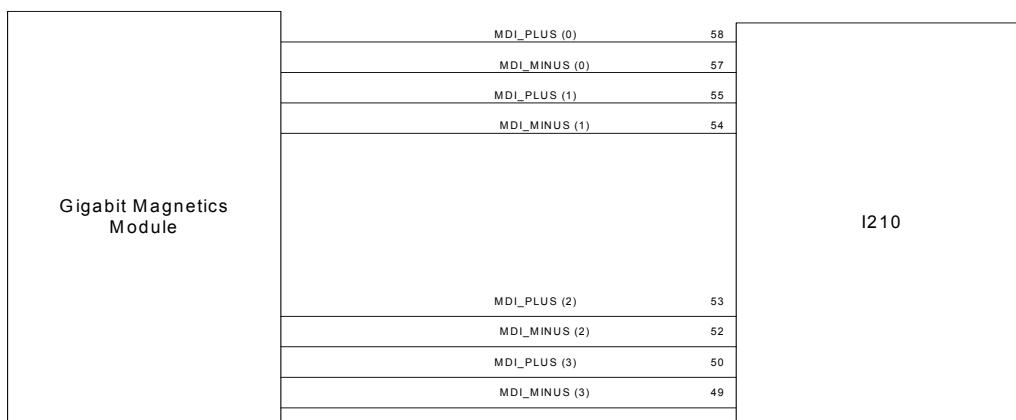 MDI_PLUS (0) 58
MDI_MINUS (0) 57
MDI_PLUS (1) 55
MDI_MINUS (1) 54
Gigabit Magnetics
Module
I210
MDI_PLUS (2) 53
MDI_MINUS (2) 52
MDI_PLUS (3) 50
MDI_MINUS (3) 49